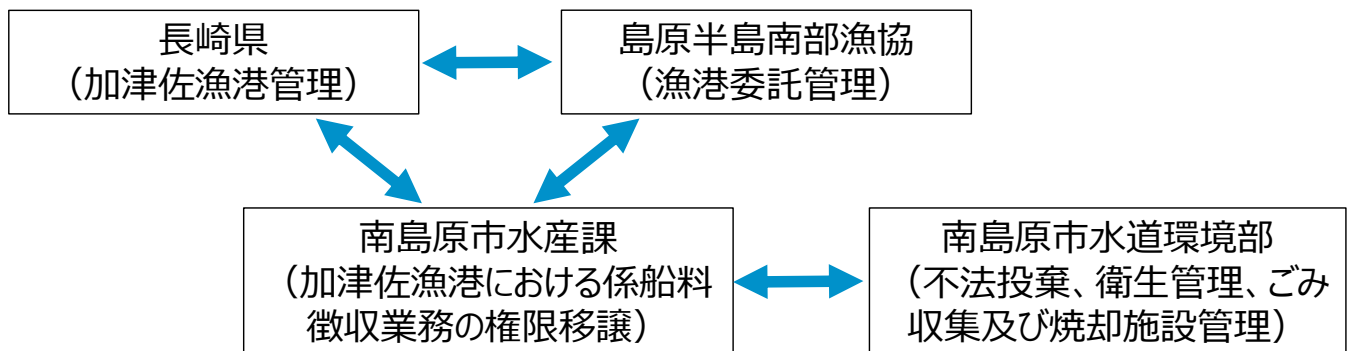 長崎県
（加津佐漁港管理）
島原半島南部漁協
（漁港委託管理）
南島原市水産課
（加津佐漁港における係船料
徴収業務の権限移譲）
南島原市水道環境部
（不法投棄、衛生管理、ごみ
収集及び焼却施設管理）